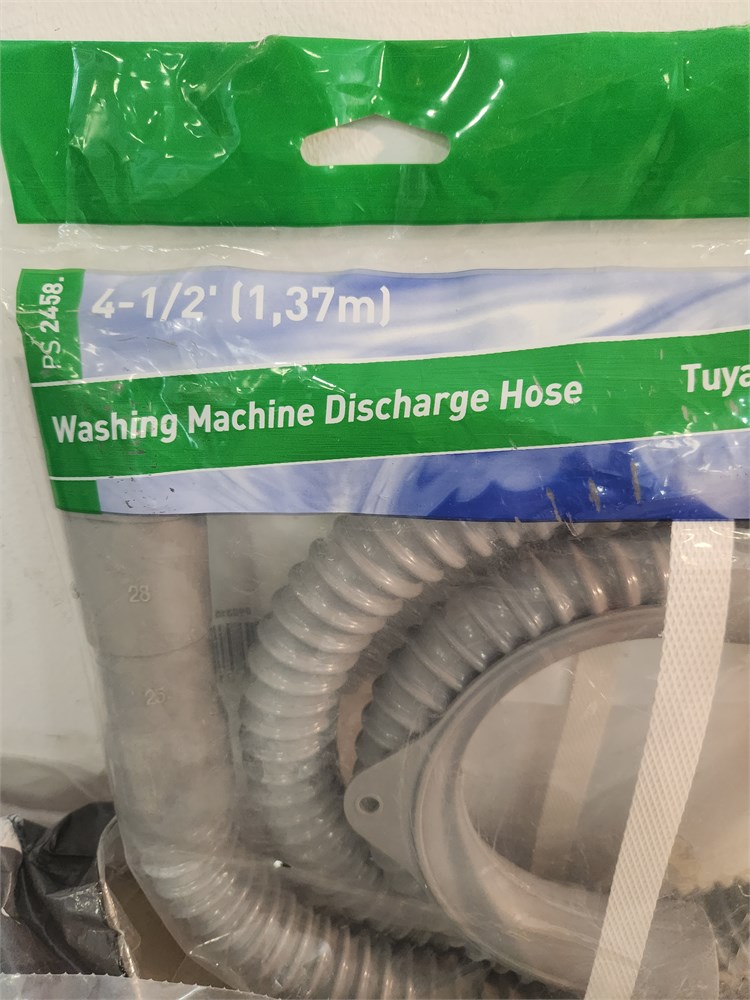 PS 2458.
4-1/2' (1,37m)
Washing Machine Discharge Hose
Tuya
28
25